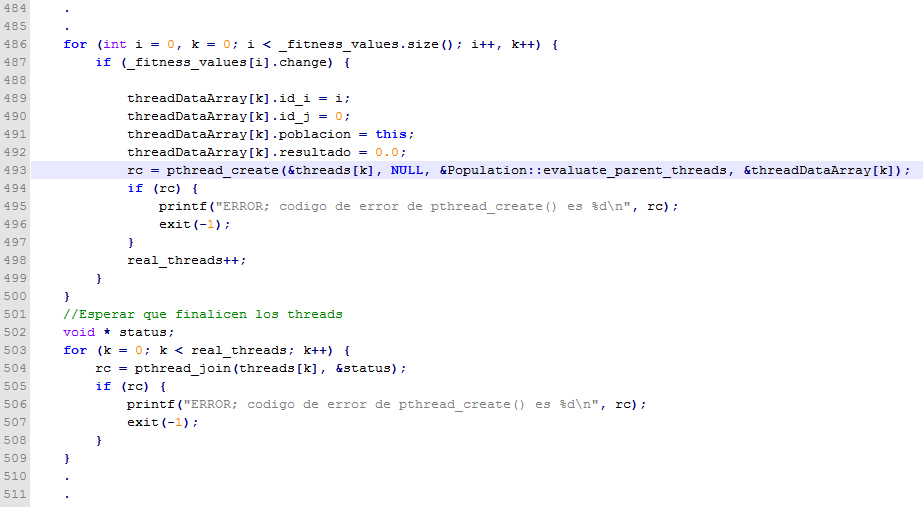 484 .
485 .
486 for (int i = 0, k = 0; i < _fitness_values.size(); i++, k++) {
487 if (_fitness_values[i].change) {
488
489 threadDataArray[k].id_i = i;
490 threadDataArray[k].id_j = 0;
491 threadDataArray[k].poblacion = this;
492 threadDataArray[k].resultado = 0.0;
493 rc = pthread_create(&threads[k], NULL, &Population::evaluate_parent_threads, &threadDataArray[k]);
494 if (rc) {
495 printf("ERROR; codigo de error de pthread_create() es %d\n", rc);
496 exit(-1);
497 }
498 real_threads++;
499 }
500 }
501 //Esperar que finalicen los threads
502 void * status;
503 for (k = 0; k < real_threads; k++) {
504 rc = pthread_join(threads[k], &status);
505 if (rc) {
506 printf("ERROR; codigo de error de pthread_create() es %d\n", rc);
507 exit(-1);
508 }
509 }
510 .
511 .